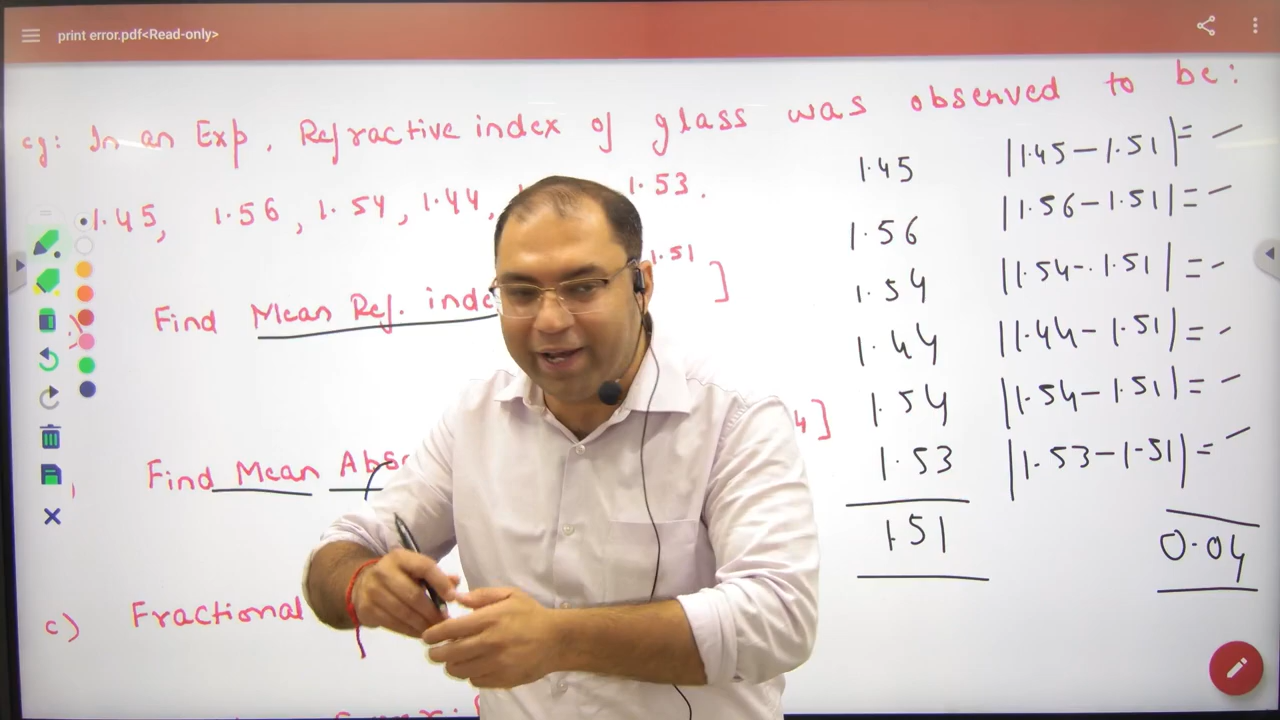 print error.pdf<Read-only>
eg: In an Exp. Refractive index of glass was observed to be:
1.45, 1.56, 1.54, 1.44, 1.53.
Find Mean Ref. inde
1.51 ]
Find Mean Abs
4]
c) Fractional
1.45 |1.45-1.51|= -
1.56 |1.56-1.51|= -
1.54 |1.54-1.51|= -
1.44 |1.44-1.51|= -
1.54 |1.54-1.51|= -
1.53 |1.53-1.51|= -
1.51
0.04